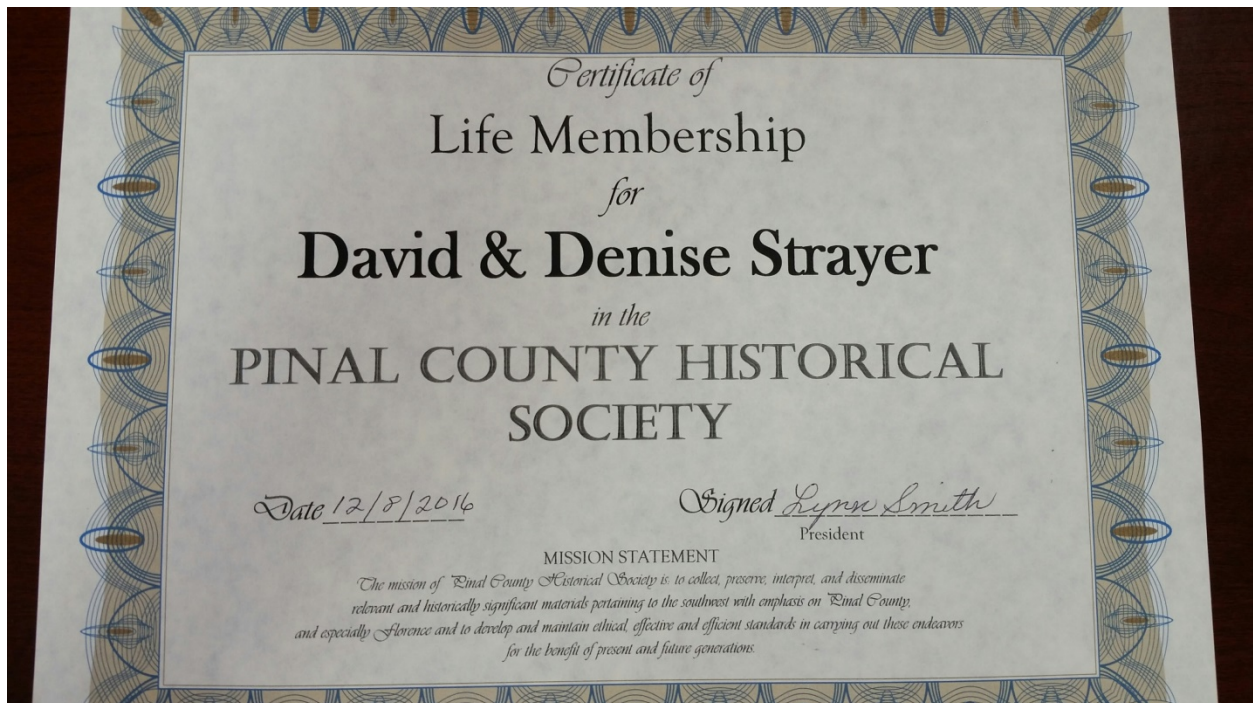 Certificate of
Life Membership
for
David & Denise Strayer
in the
PINAL COUNTY HISTORICAL
SOCIETY
Date 12/8/2016 Signed Lynn Smith
President
MISSION STATEMENT
The mission of Pinal County Historical Society is to collect, preserve, interpret, and disseminate
relevant and historically significant materials pertaining to the southwest with emphasis on Pinal County,
and especially Florence and to develop and maintain ethical, effective and efficient standards in carrying out these endeavors
for the benefit of present and future generations.